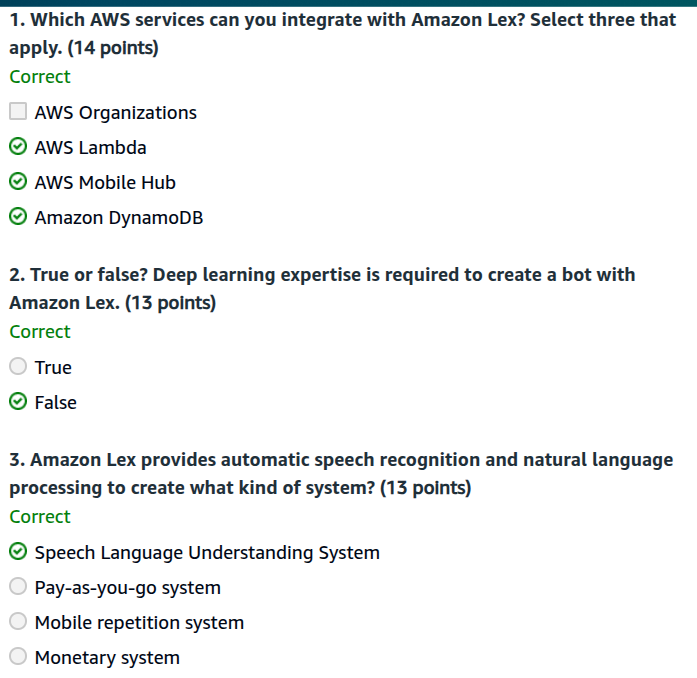 1. Which AWS services can you integrate with Amazon Lex? Select three that
apply. (14 points)
Correct
AWS Organizations
AWS Lambda
AWS Mobile Hub
Amazon DynamoDB
2. True or false? Deep learning expertise is required to create a bot with
Amazon Lex. (13 points)
Correct
True
False
3. Amazon Lex provides automatic speech recognition and natural language
processing to create what kind of system? (13 points)
Correct
Speech Language Understanding System
Pay-as-you-go system
Mobile repetition system
Monetary system